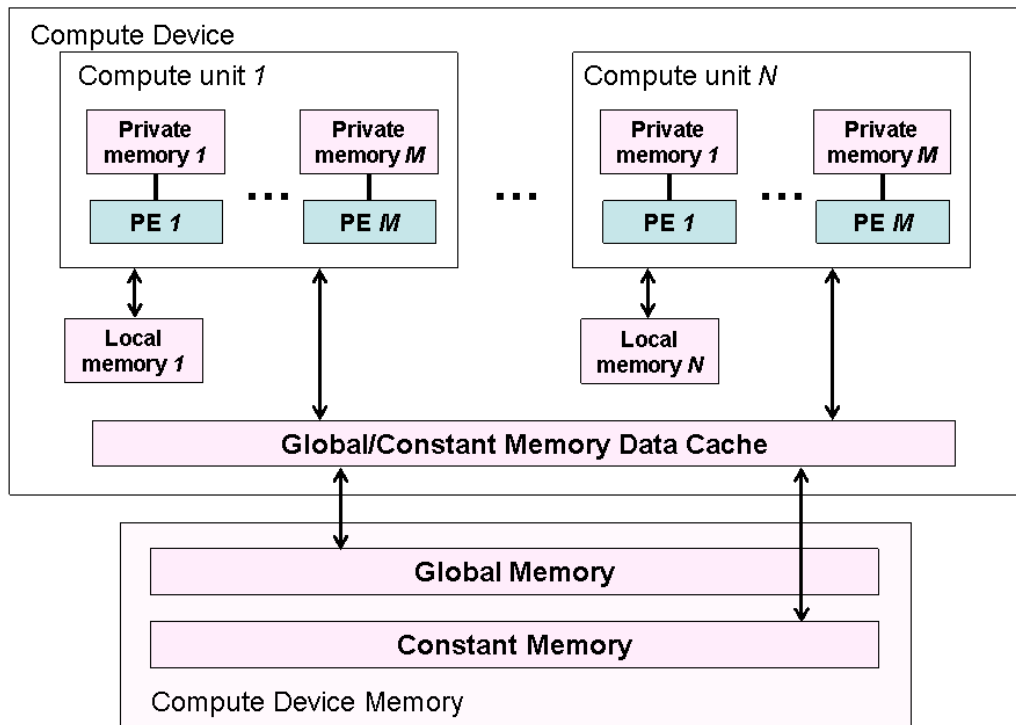 Compute Device
Compute unit 1
Compute unit N
Private
memory 1
Private
memory M
Private
memory 1
Private
memory M
...
...
...
PE 1
PE M
PE 1
PE M
Local
memory 1
Local
memory N
Global/Constant Memory Data Cache
Global Memory
Constant Memory
Compute Device Memory